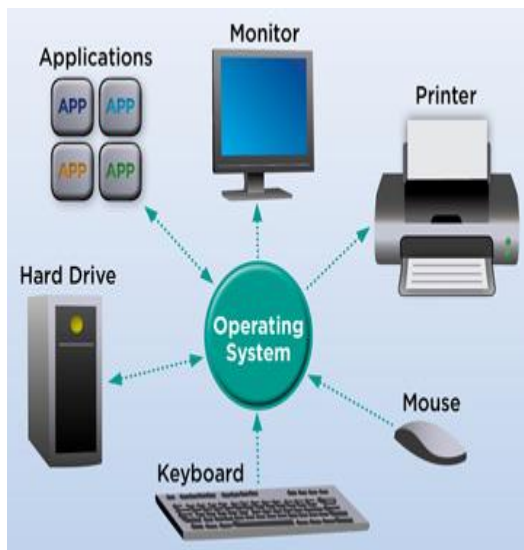 Monitor
Applications
APP APP
APP APP
Printer
Hard Drive
Operating
System
Mouse
Keyboard